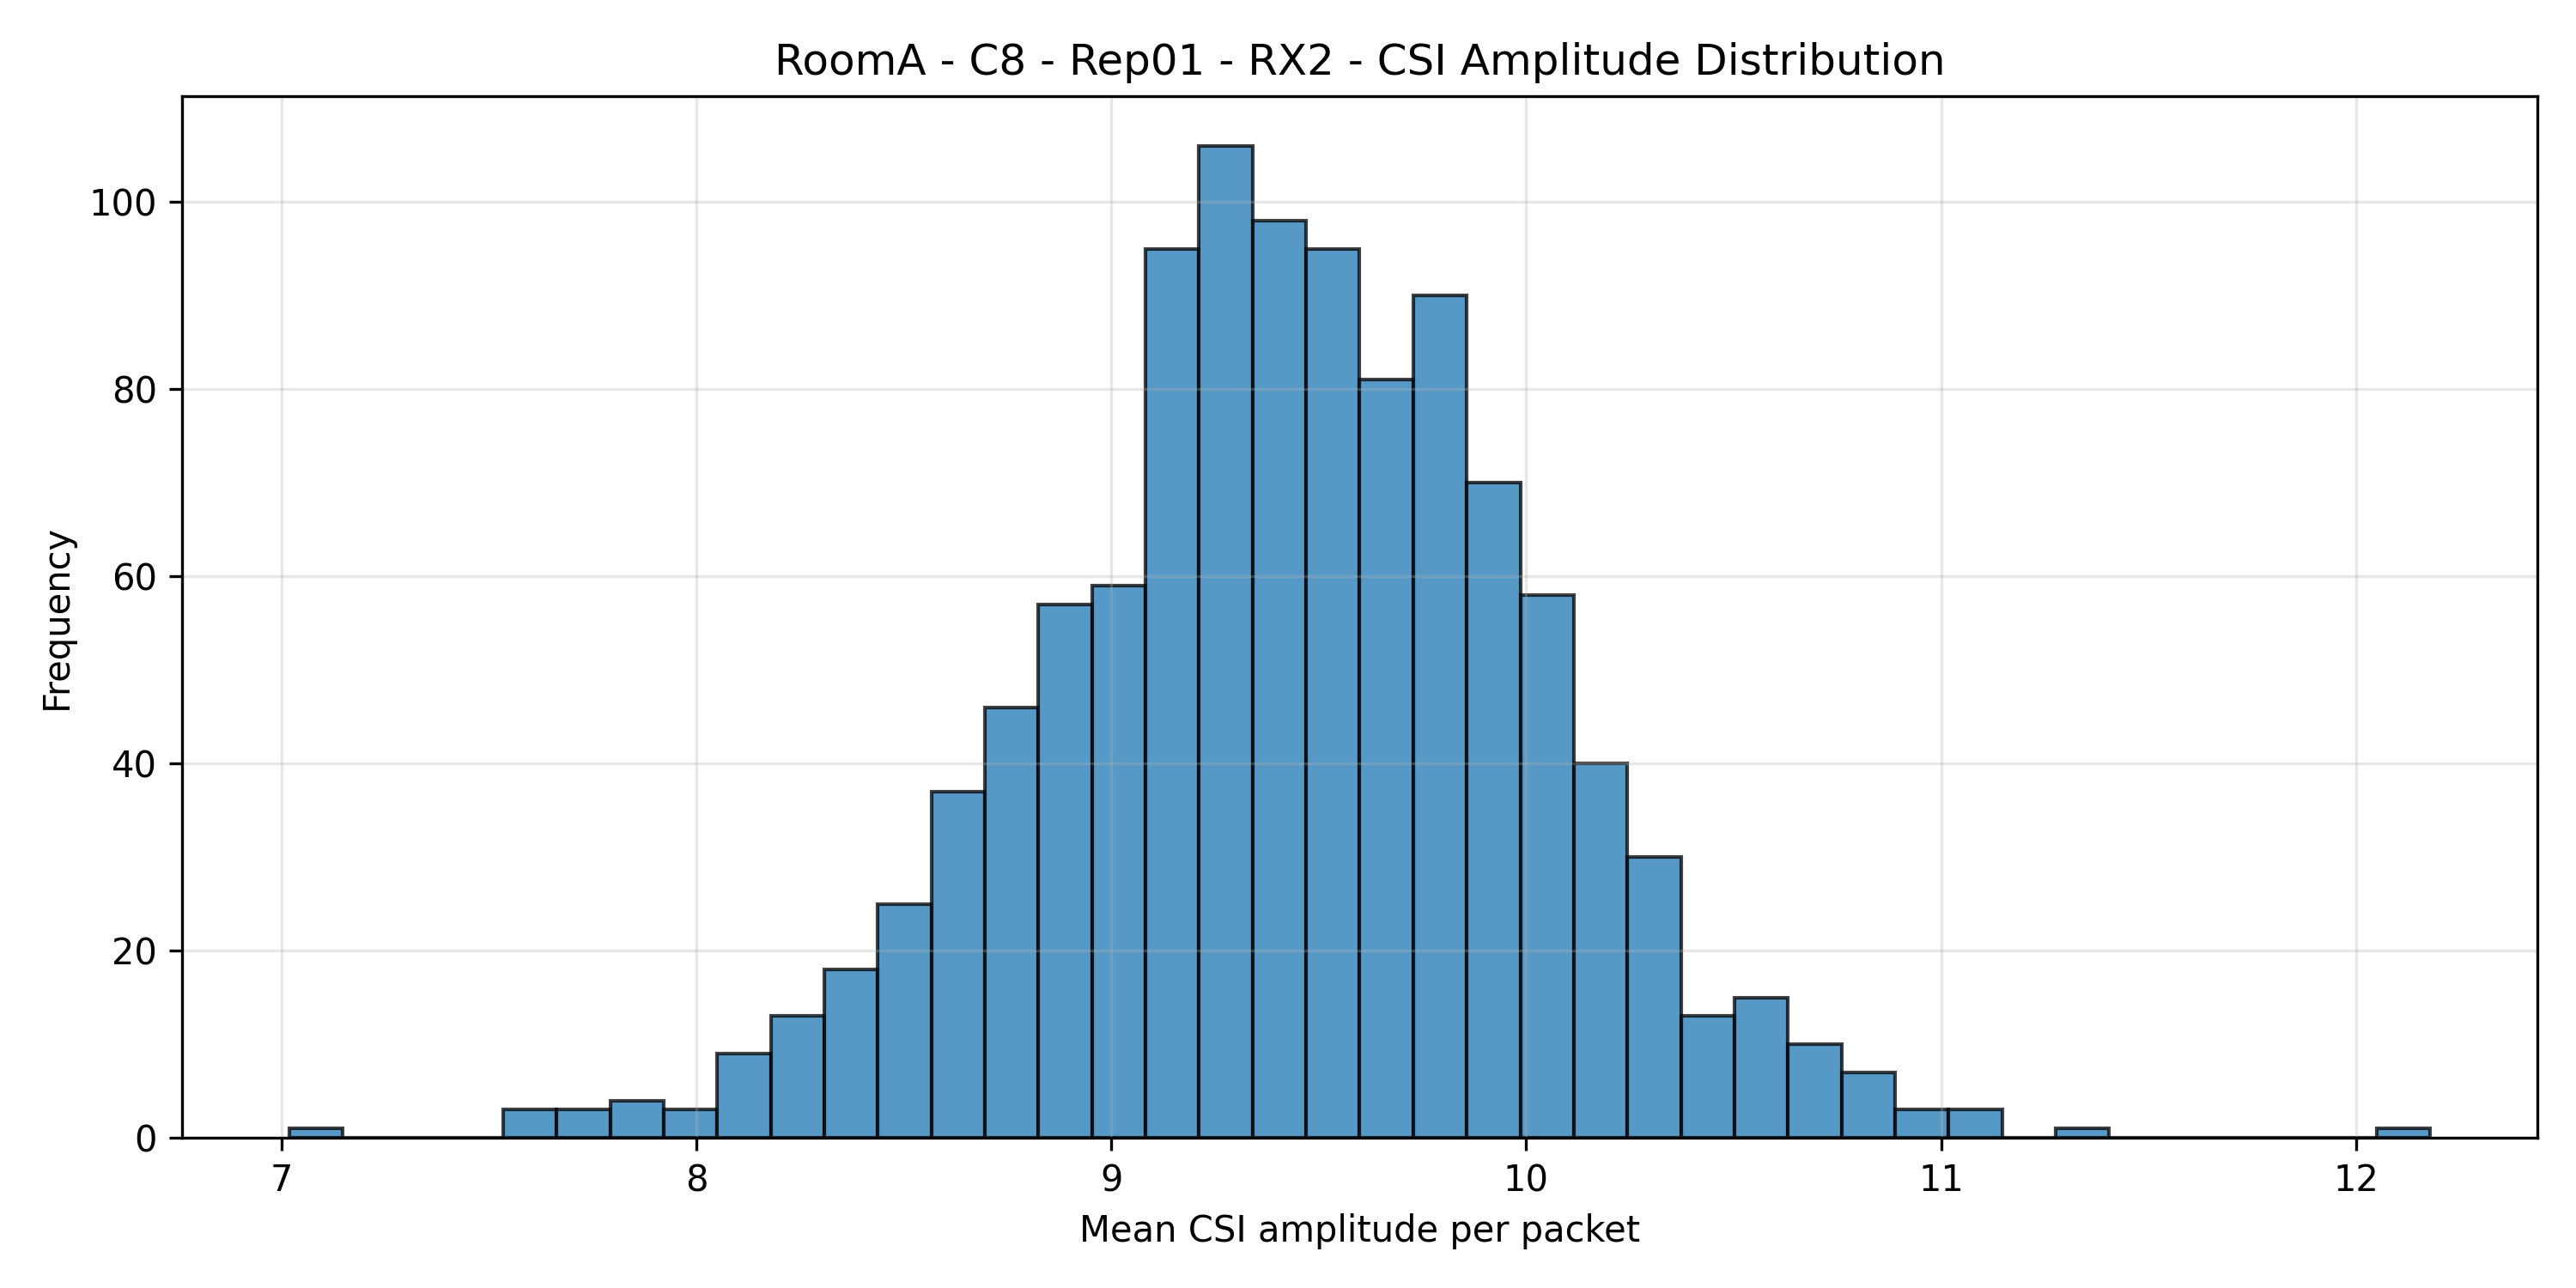 RoomA - C8 - Rep01 - RX2 - CSI Amplitude Distribution
100
80
60
40
20
0
Frequency
7 8 9 10 11 12
Mean CSI amplitude per packet